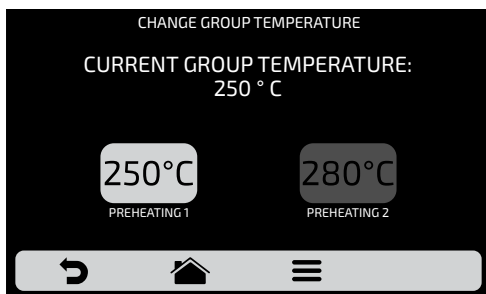 CHANGE GROUP TEMPERATURE
CURRENT GROUP TEMPERATURE:
250 ° C
250°C
280°C
PREHEATING 1
PREHEATING 2